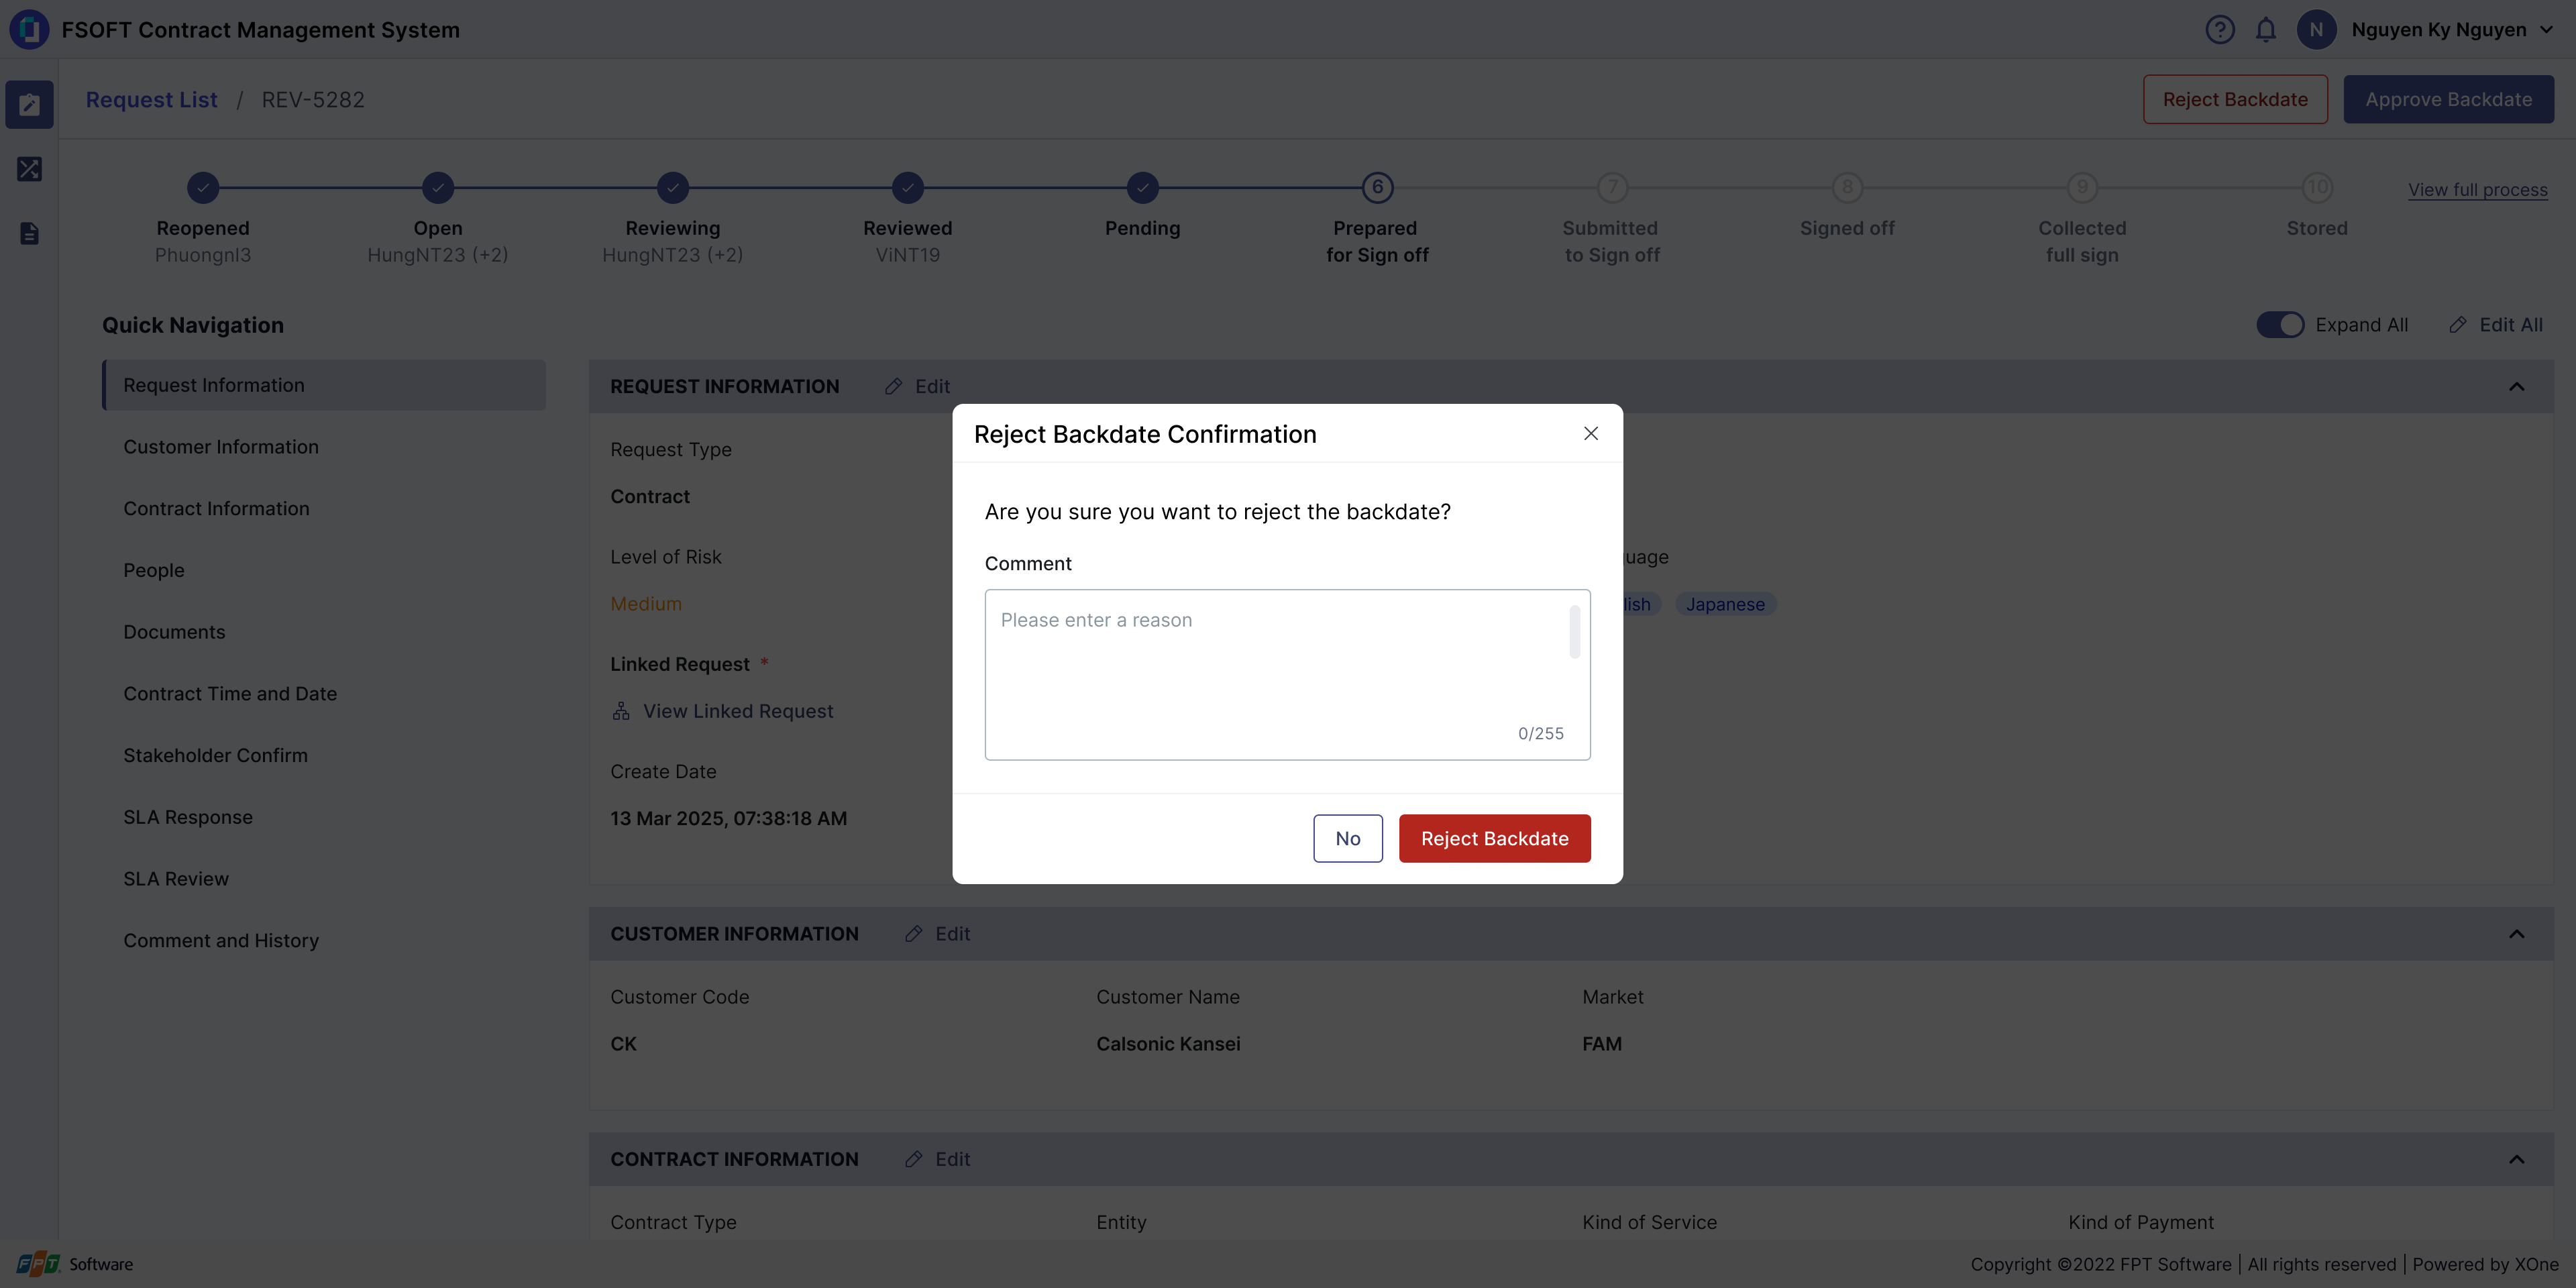 FSOFT Contract Management System
N
Nguyen Ky Nguyen
Request List / REV-5282
Reject Backdate
Approve Backdate
6
7
8
9
10
View full process
Reopened
Open
Reviewing
Reviewed
Pending
Prepared
for Sign off
Submitted
to Sign off
Signed off
Collected
full sign
Stored
Phuongnl3
HungNT23 (+2)
HungNT23 (+2)
ViNT19
Quick Navigation
Expand All
Edit All
Request Information
Customer Information
Contract Information
People
Documents
Contract Time and Date
Stakeholder Confirm
SLA Response
SLA Review
Comment and History
REQUEST INFORMATION
Edit
Request Type
Contract
Level of Risk
Medium
Japanese
Linked Request *
View Linked Request
Create Date
13 Mar 2025, 07:38:18 AM
Reject Backdate Confirmation
Are you sure you want to reject the backdate?
Comment
Please enter a reason
0/255
No
Reject Backdate
CUSTOMER INFORMATION
Edit
Customer Code
Customer Name
Market
CK
Calsonic Kansei
FAM
CONTRACT INFORMATION
Edit
Contract Type
Entity
Kind of Service
Kind of Payment
FPT Software
Copyright ©2022 FPT Software | All rights reserved | Powered by XOne